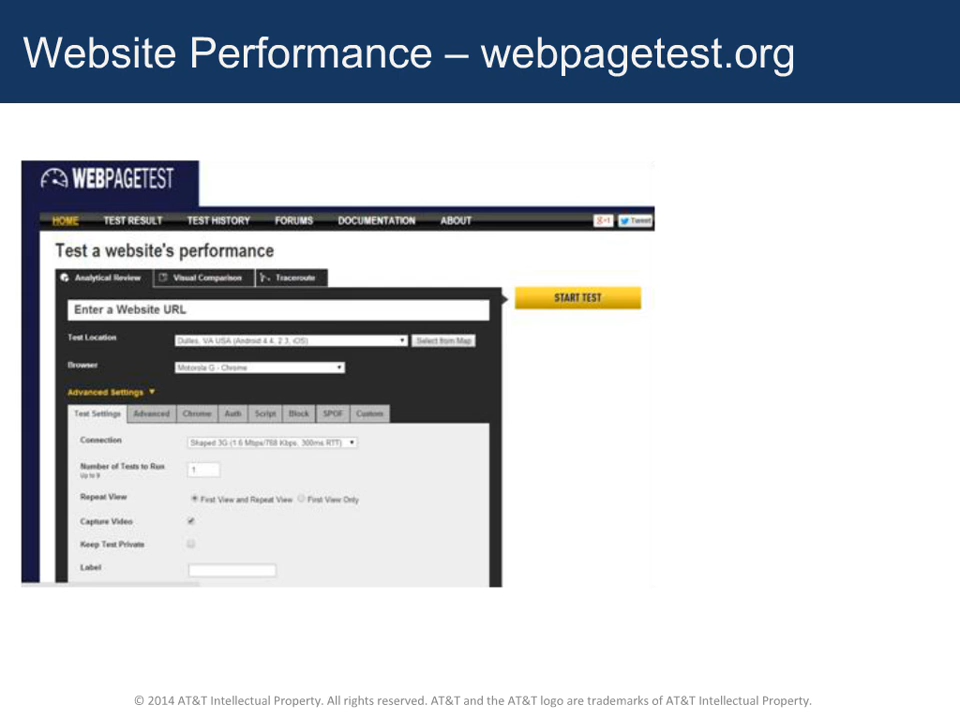 Website Performance – webpagetest.org
WEBPAGETEST
HOME TEST RESULT TEST HISTORY FORUMS DOCUMENTATION ABOUT
g+1 Tweet
Test a website's performance
Analytical Review Visual Comparison Traceroute
START TEST
Enter a Website URL
Test Location Dulles, VA USA (Android 4.4, 2.3, iOS) Select from Map
Browser Motorola G - Chrome
Advanced Settings
Test Settings Advanced Chrome Auth Script Block SPOF Custom
Connection Shaped 3G (1.6 Mbps/768 Kbps, 300ms RTT)
Number of Tests to Run 1
Up to 9
Repeat View First View and Repeat View First View Only
Capture Video
Keep Test Private
Label
© 2014 AT&T Intellectual Property. All rights reserved. AT&T and the AT&T logo are trademarks of AT&T Intellectual Property.